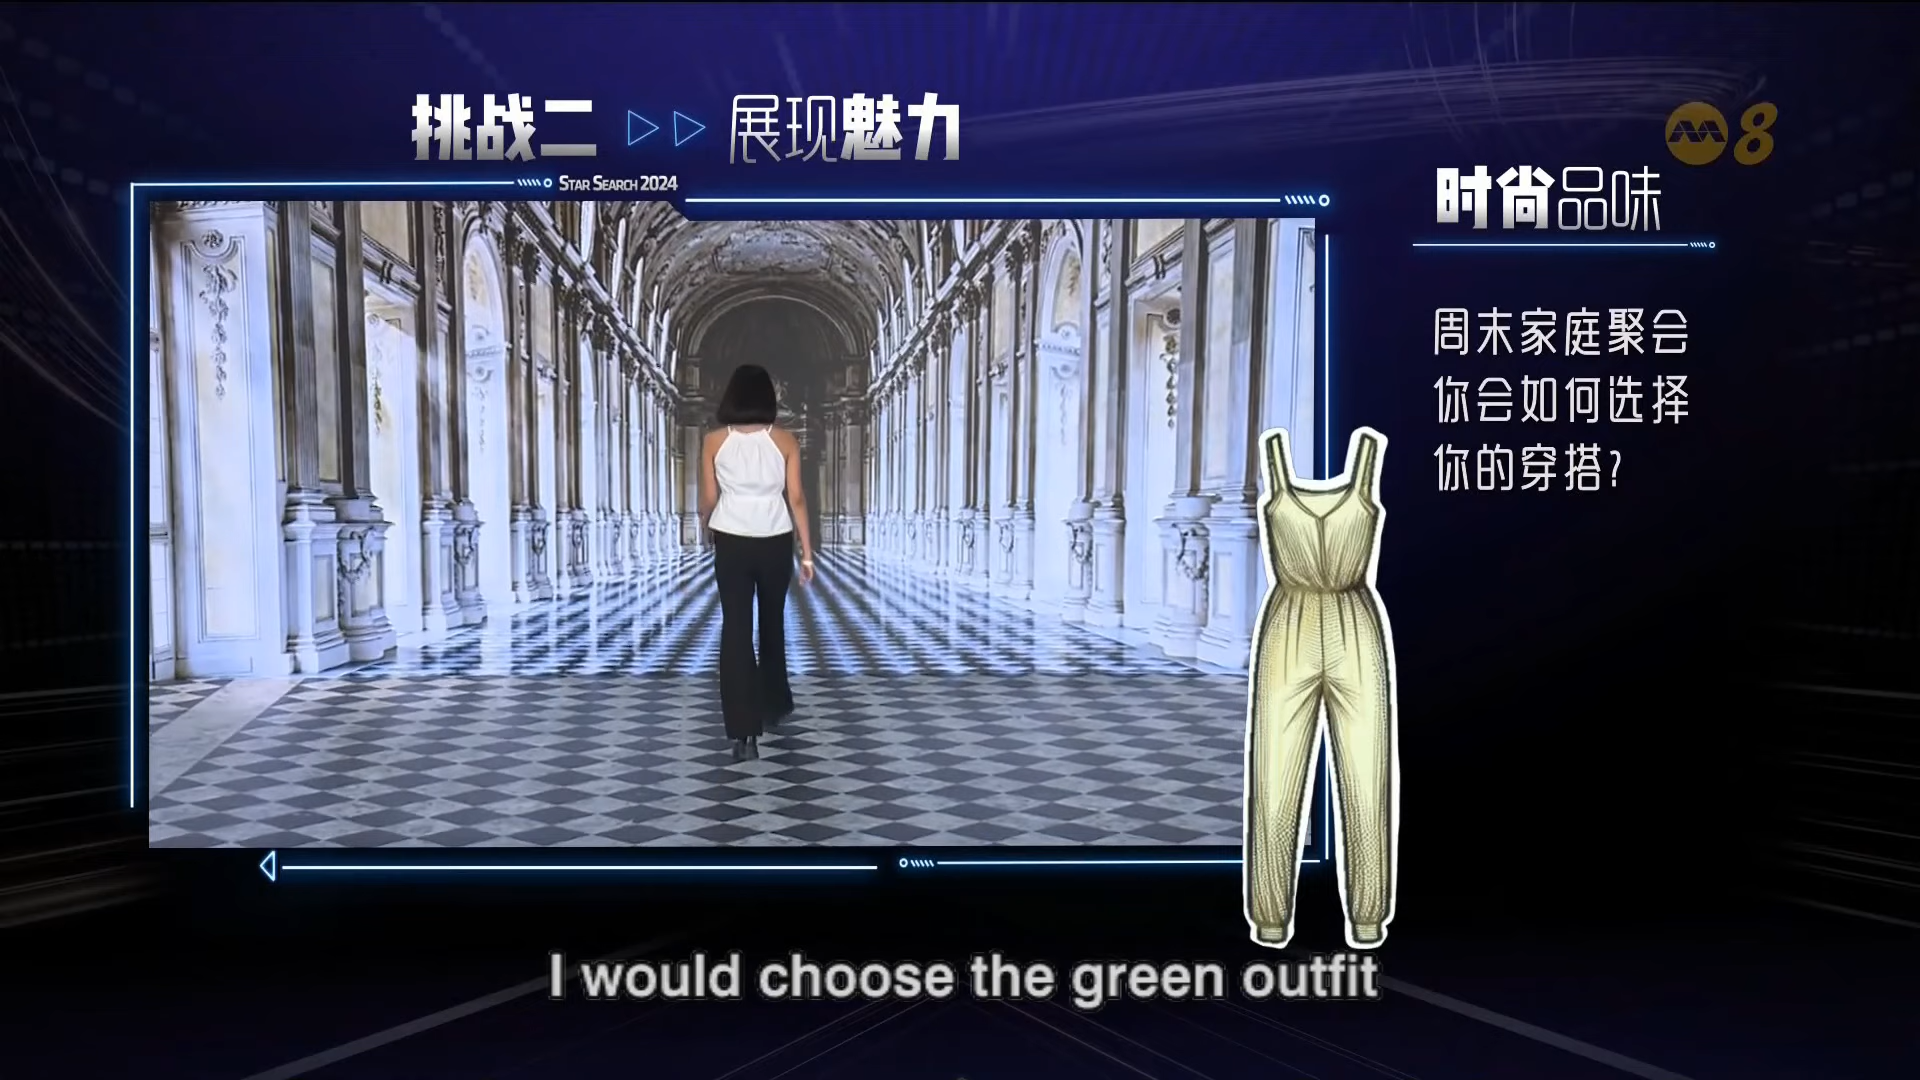 挑战二 展现魅力
8
STAR SEARCH 2024
时尚品味
周末家庭聚会
你会如何选择
你的穿搭?
I would choose the green outfit